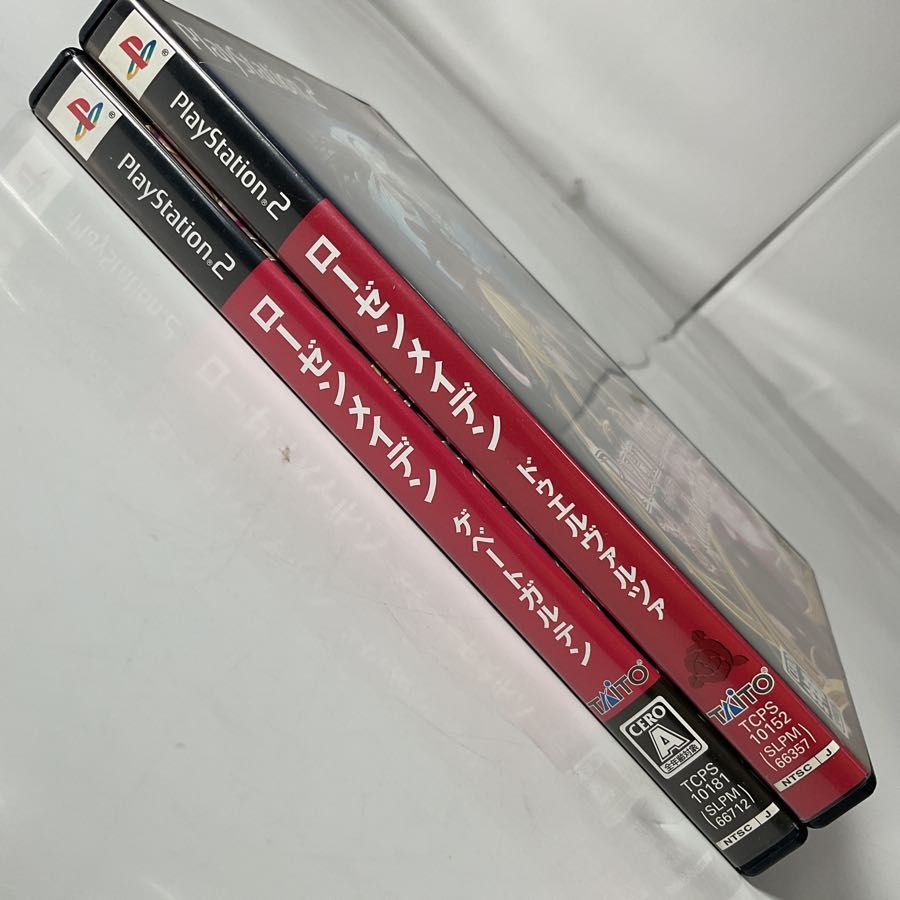 PlayStation®2
ローゼンメイデン ドゥエルヴァルツァ
TAITO®
TCPS
10152
(SLPM
66357)
NTSC J
PlayStation®2
ローゼンメイデン ゲベートガルテン
TAITO®
CERO
A
全年齢対象
TCPS
10181
(SLPM
66712)
NTSC J
PlayStation 2